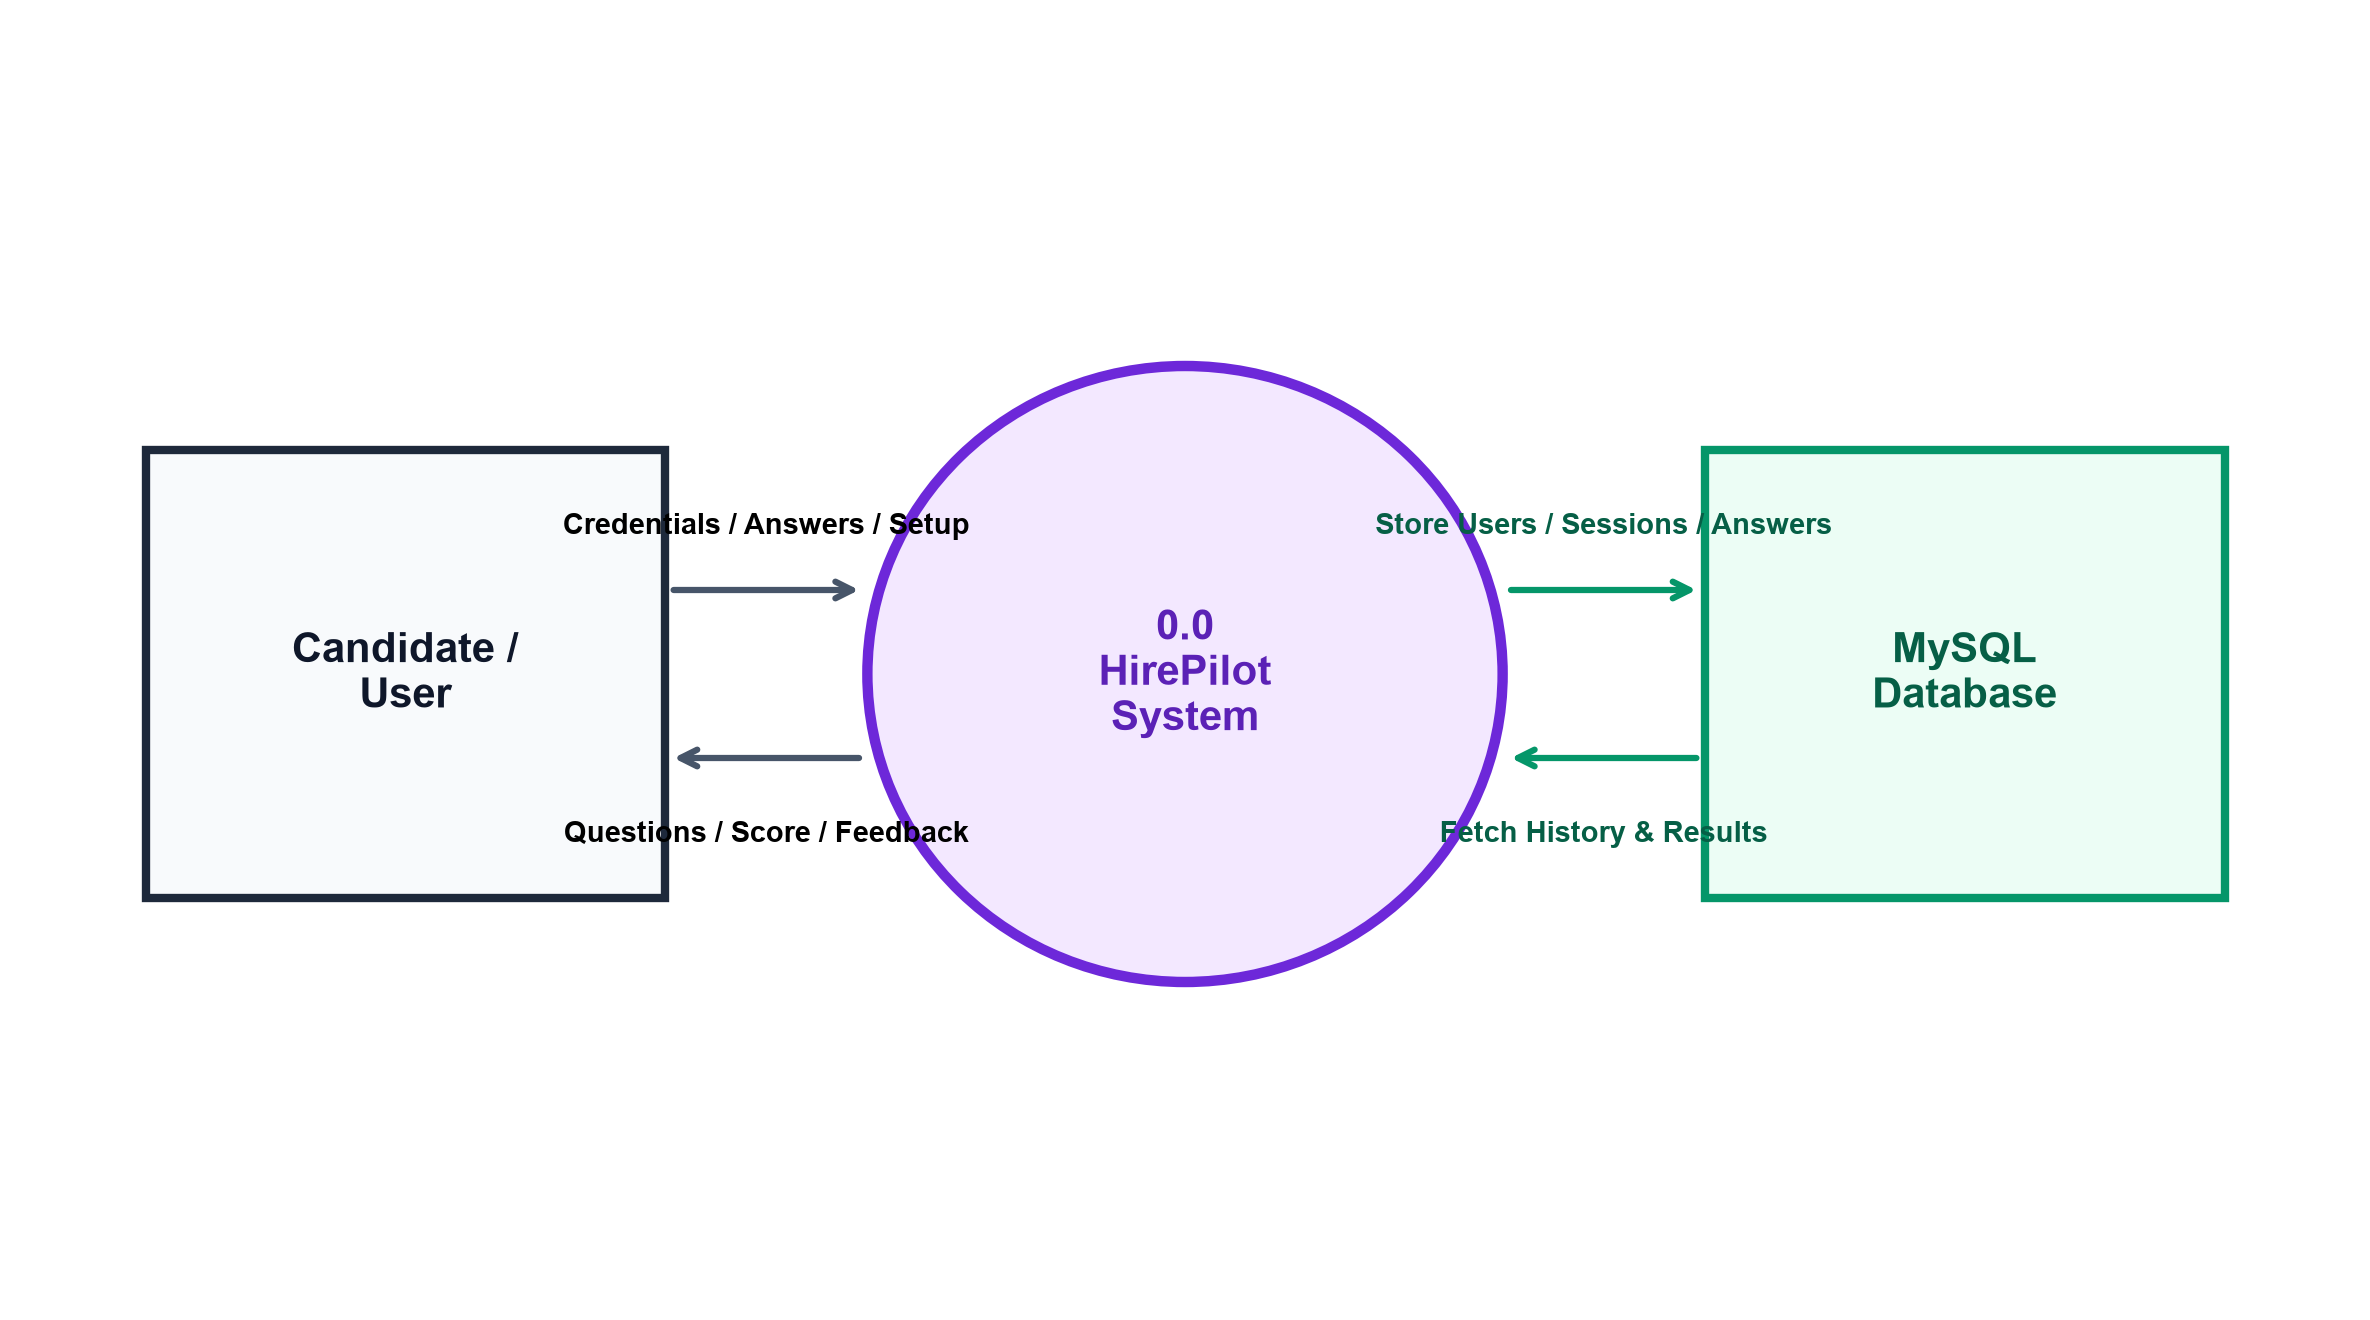 Credentials / Answers / Setup
Store Users / Sessions / Answers
Candidate /
User
0.0
HirePilot
System
MySQL
Database
Questions / Score / Feedback
Fetch History & Results